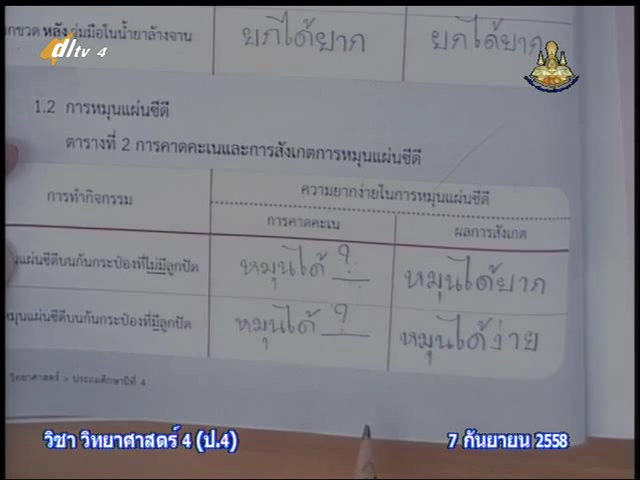 กขวด หลังจุ่มมือในน้ำยาล้างจาน ยกได้ยาก ยกได้ยาก
dltv 4
1.2 การหมุนแผ่นซีดี
ตารางที่ 2 การคาดคะเนและการสังเกตการหมุนแผ่นซีดี
การทำกิจกรรม ความยากง่ายในการหมุนแผ่นซีดี
การคาดคะเน ผลการสังเกต
นแผ่นซีดีบนก้นกระป๋องที่ไม่มีลูกปัด หมุนได้ ? หมุนได้ยาก
หมุนแผ่นซีดีบนก้นกระป๋องที่มีลูกปัด หมุนได้ ? หมุนได้ง่าย
วิทยาศาสตร์ > ประถมศึกษาปีที่ 4
วิชา วิทยาศาสตร์ 4 (ป.4) 7 กันยายน 2558